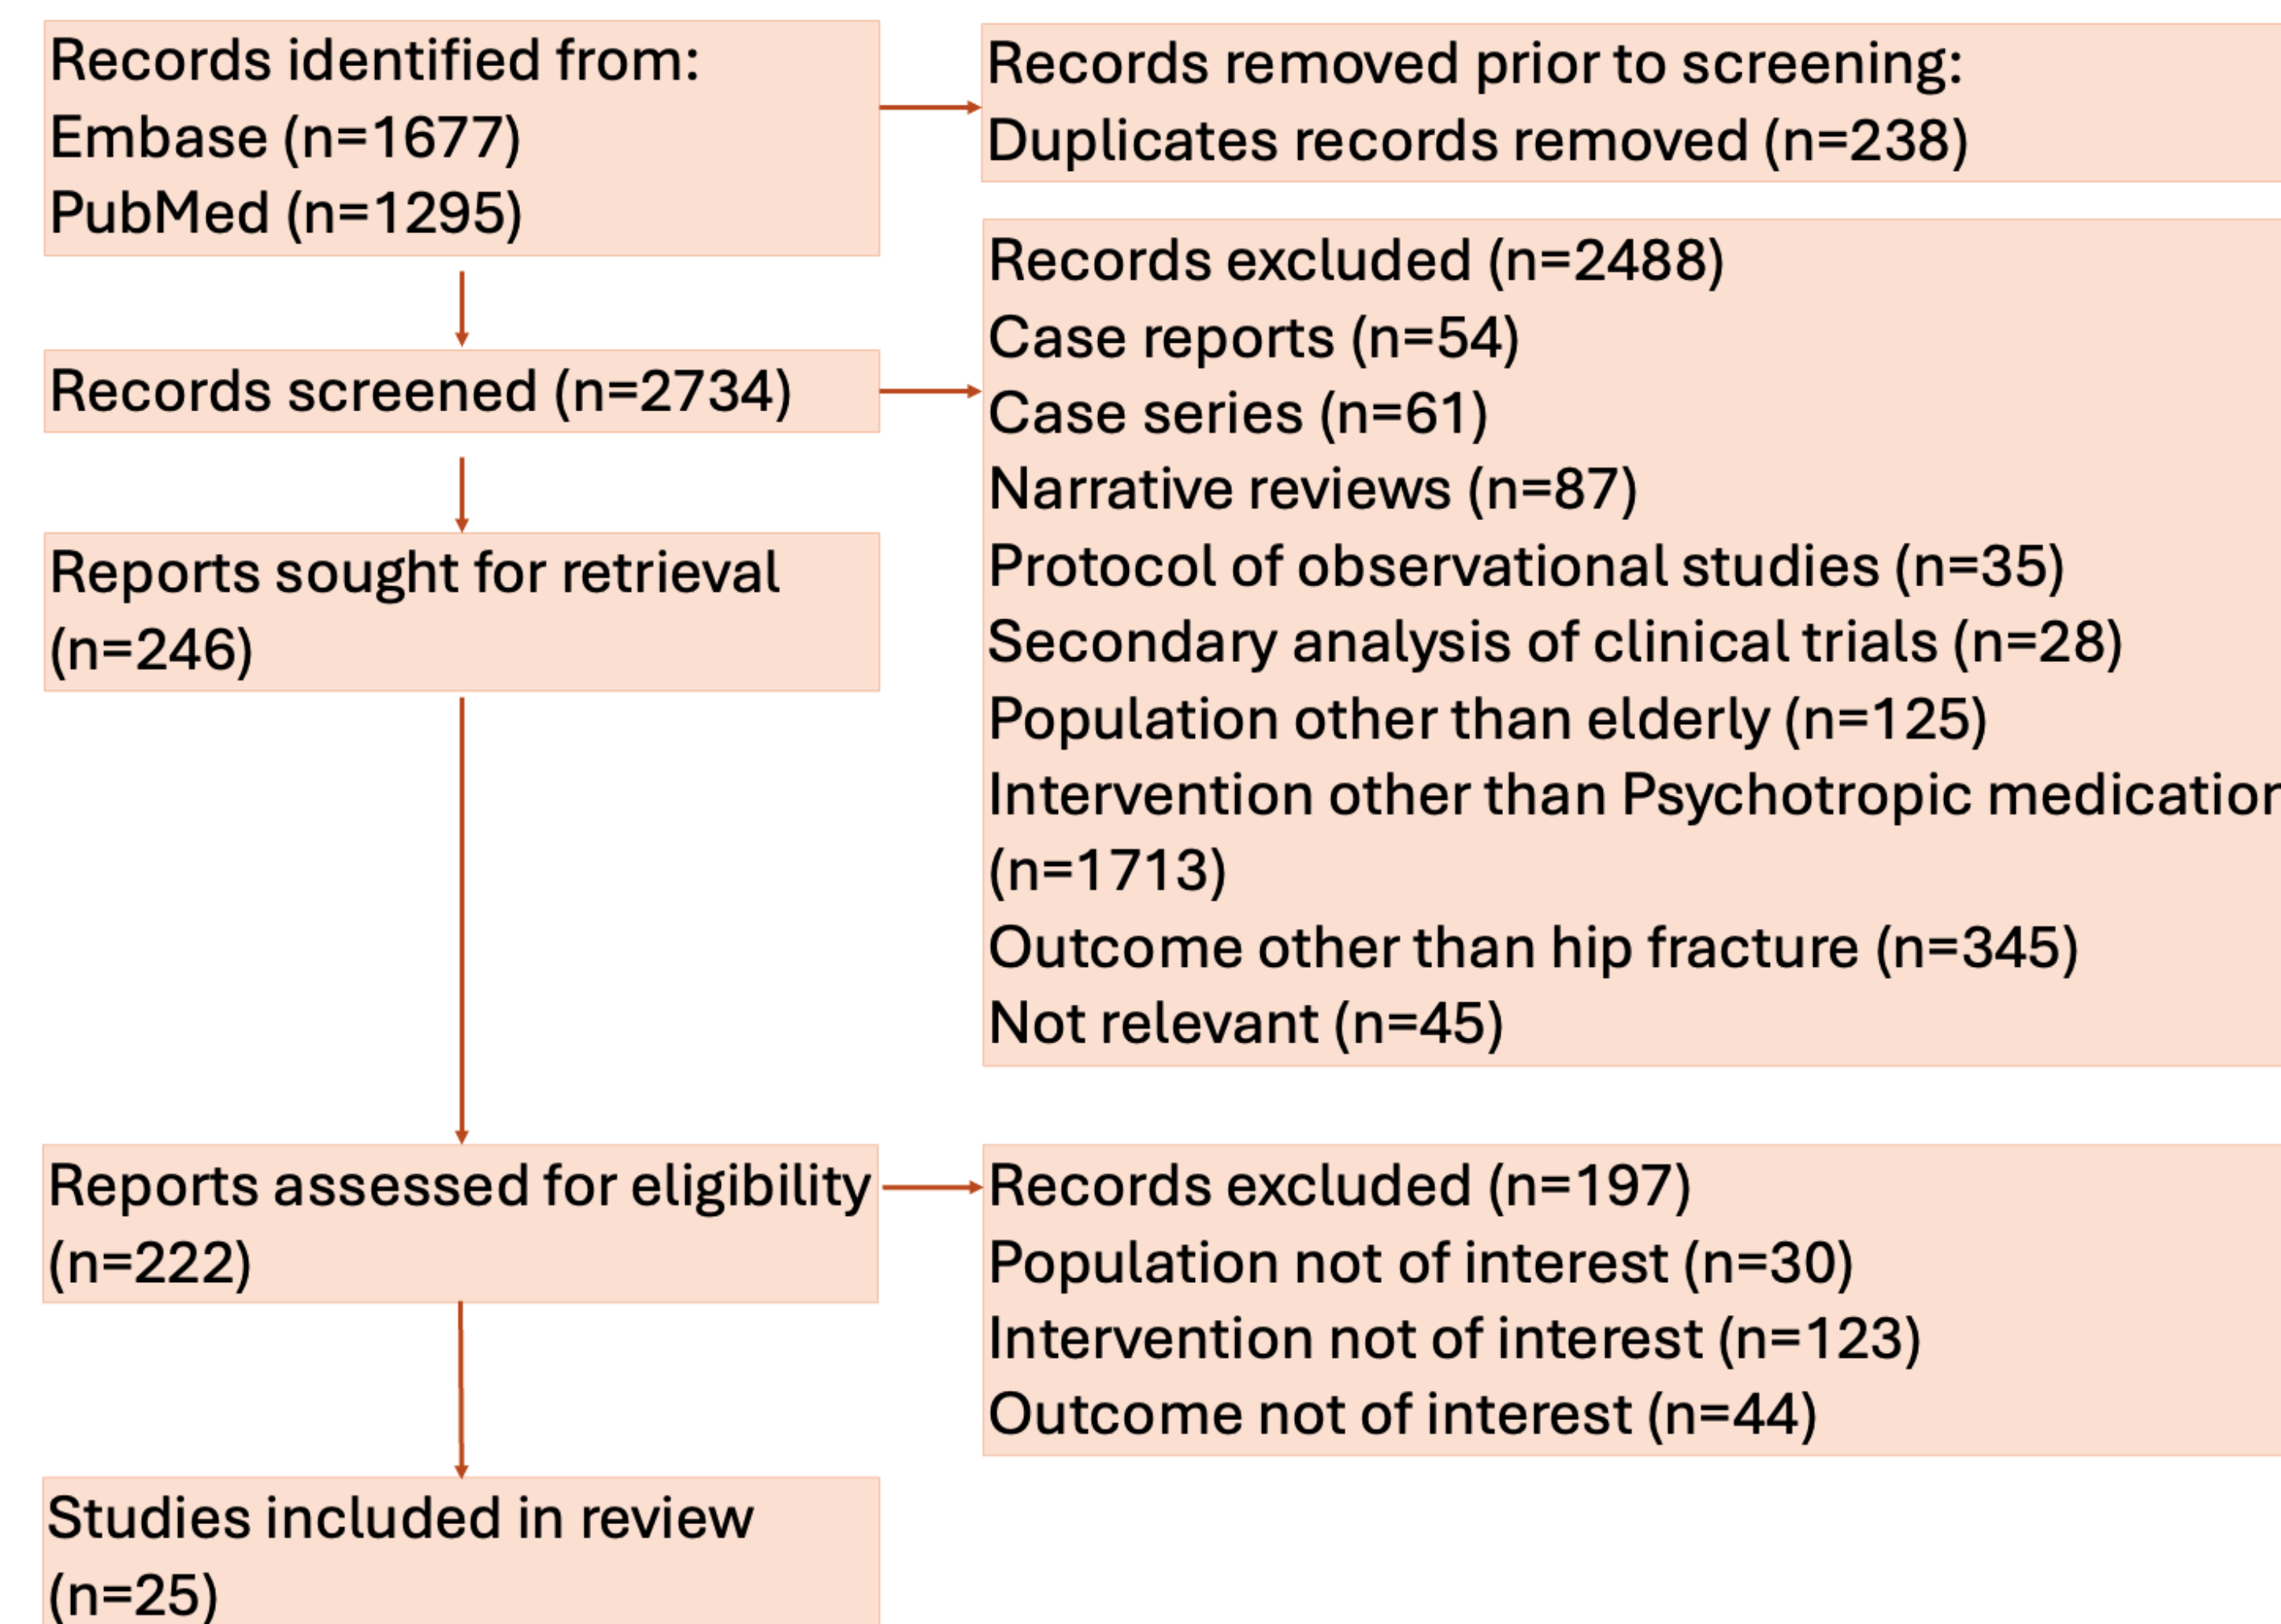 Records identified from:
Embase (n=1677)
PubMed (n=1295)
Records removed prior to screening:
Duplicates records removed (n=238)
Records screened (n=2734)
Records excluded (n=2488)
Case reports (n=54)
Case series (n=61)
Narrative reviews (n=87)
Protocol of observational studies (n=35)
Secondary analysis of clinical trials (n=28)
Population other than elderly (n=125)
Intervention other than Psychotropic medication
(n=1713)
Outcome other than hip fracture (n=345)
Not relevant (n=45)
Reports sought for retrieval
(n=246)
Reports assessed for eligibility
(n=222)
Records excluded (n=197)
Population not of interest (n=30)
Intervention not of interest (n=123)
Outcome not of interest (n=44)
Studies included in review
(n=25)